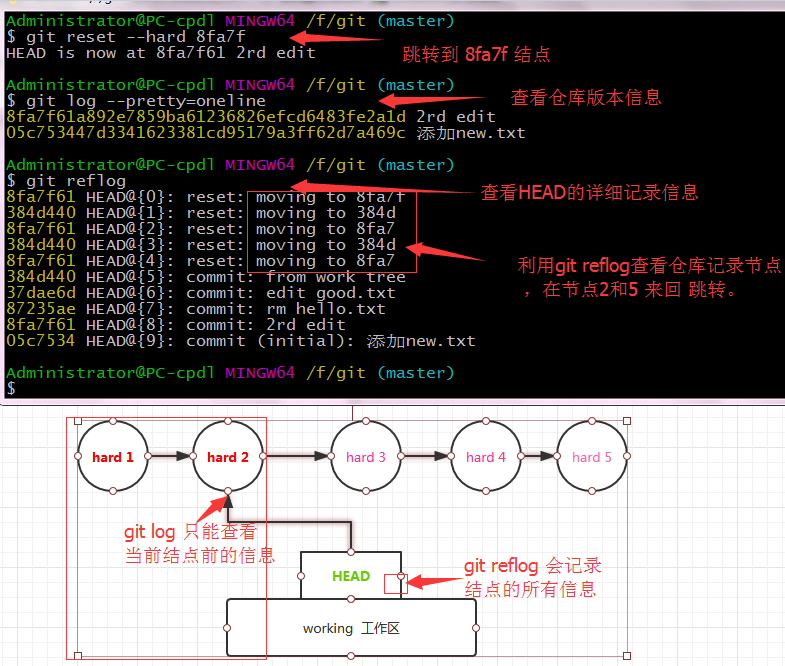 Administrator@PC-cpdl MINGW64 /f/git (master)
$ git reset --hard 8fa7f
HEAD is now at 8fa7f61 2rd edit
跳转到 8fa7f 结点
Administrator@PC-cpdl MINGW64 /f/git (master)
$ git log --pretty=oneline
查看仓库版本信息
8fa7f61a892e7859ba61236826efcd6483fe2a1d 2rd edit
05c753447d3341623381cd95179a3ff62d7a469c 添加new.txt
Administrator@PC-cpdl MINGW64 /f/git (master)
$ git reflog
查看HEAD的详细记录信息
8fa7f61 HEAD@{0}: reset: moving to 8fa7f
384d440 HEAD@{1}: reset: moving to 384d
8fa7f61 HEAD@{2}: reset: moving to 8fa7
384d440 HEAD@{3}: reset: moving to 384d
8fa7f61 HEAD@{4}: reset: moving to 8fa7
384d440 HEAD@{5}: commit: from work tree
37dae6d HEAD@{6}: commit: edit good.txt
87235ae HEAD@{7}: commit: rm hello.txt
8fa7f61 HEAD@{8}: commit: 2rd edit
05c7534 HEAD@{9}: commit (initial): 添加new.txt
利用git reflog查看仓库记录节点
，在节点2和5 来回 跳转。
Administrator@PC-cpdl MINGW64 /f/git (master)
$
hard 1
hard 2
hard 3
hard 4
hard 5
git log 只能查看
当前结点前的信息
HEAD
git reflog 会记录
结点的所有信息
working 工作区